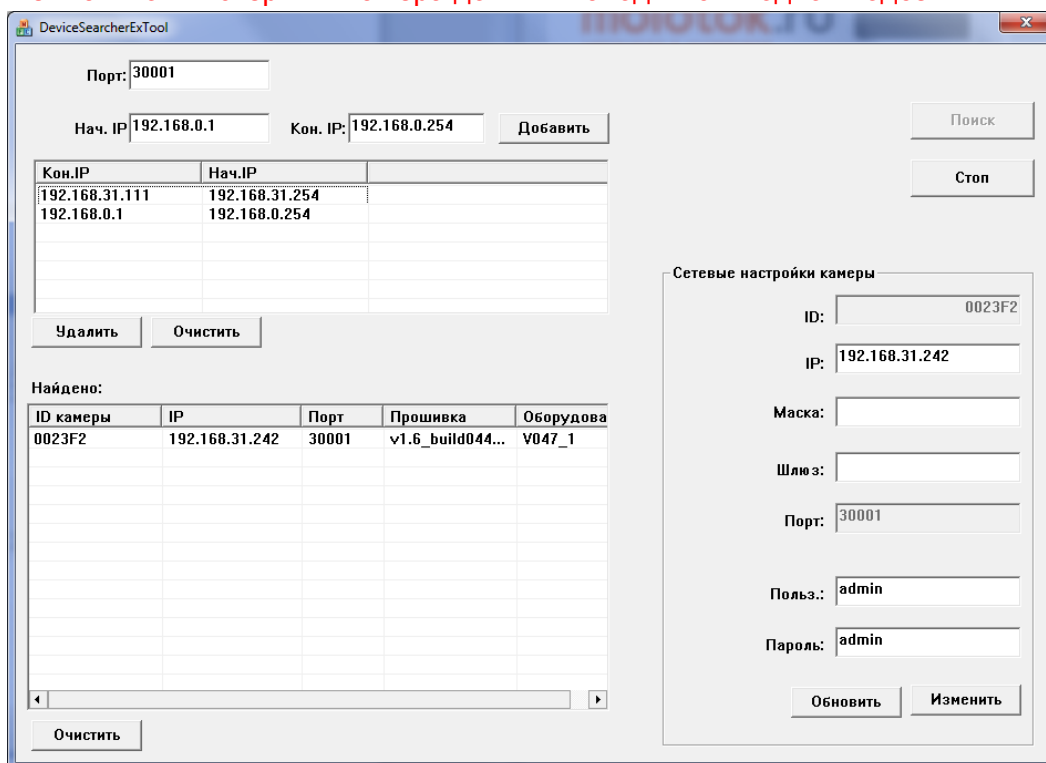 DeviceSearcherExTool
Порт: 30001
Нач. IP 192.168.0.1 Кон. IP: 192.168.0.254 Добавить
Поиск
Кон.IP Нач.IP
Стоп
192.168.31.111 192.168.31.254
192.168.0.1 192.168.0.254
Удалить Очистить
Найдено:
ID камеры IP Порт Прошивка Оборудова
0023F2 192.168.31.242 30001 v1.6_build044... V047_1
Очистить
Сетевые настройки камеры
ID: 0023F2
IP: 192.168.31.242
Маска:
Шлюз:
Порт: 30001
Польз.: admin
Пароль: admin
Обновить Изменить